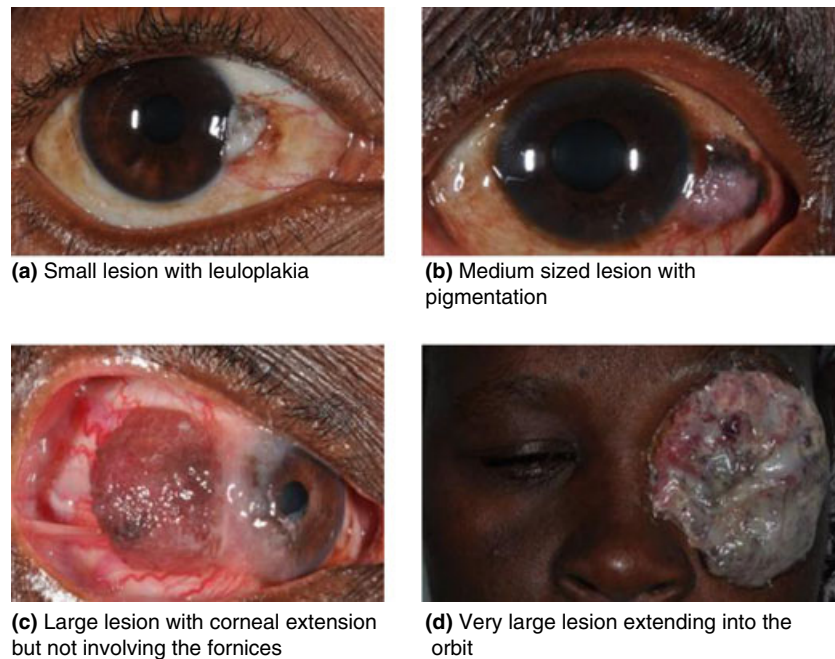 (a) Small lesion with leuloplakia
(b) Medium sized lesion with
pigmentation
(c) Large lesion with corneal extension
but not involving the fornices
(d) Very large lesion extending into the
orbit